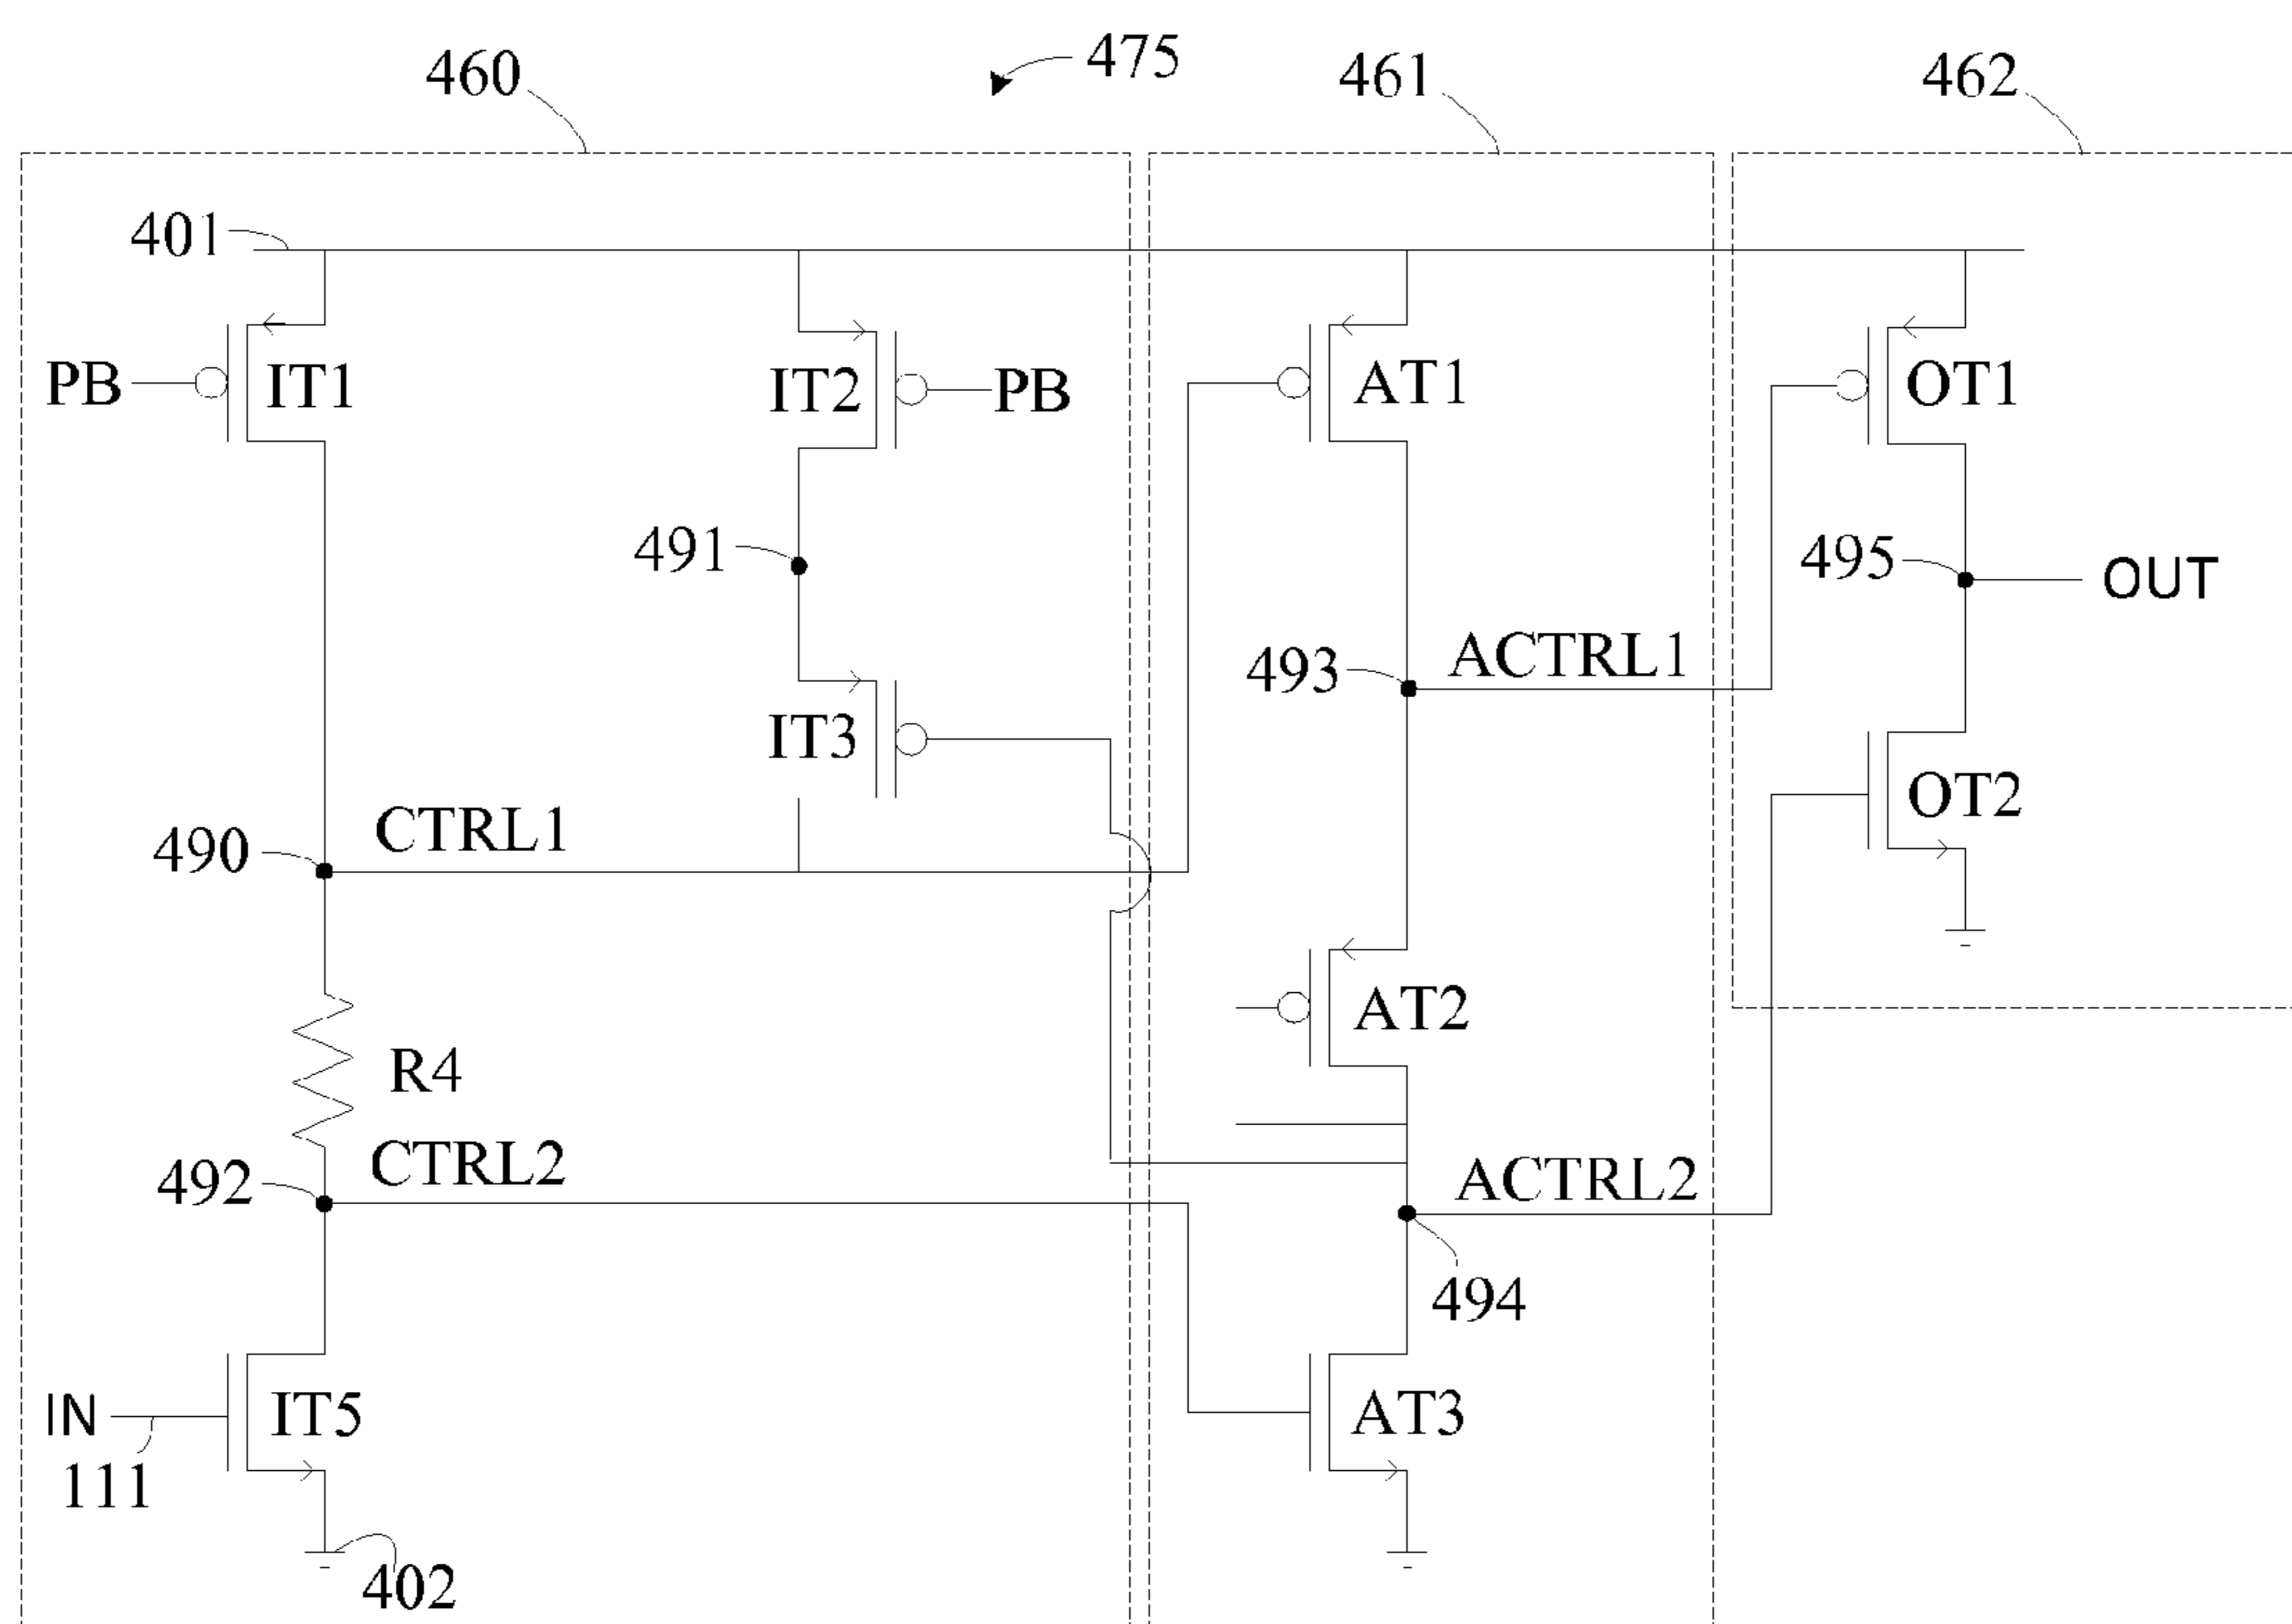 475
460
461
462
401
PB
IT1
IT2
PB
AT1
OT1
491
495
OUT
493
ACTRL1
IT3
OT2
CTRL1
490
AT2
R4
CTRL2
492
ACTRL2
494
IN
IT5
AT3
111
402